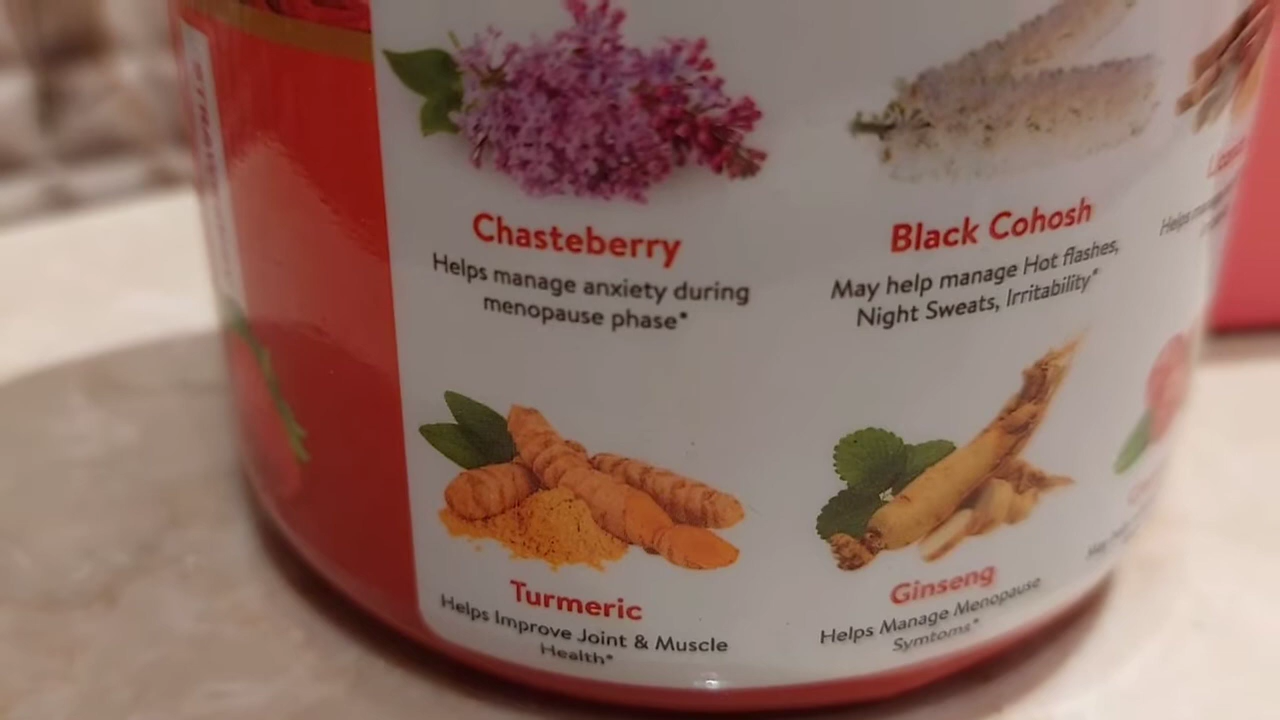 Chasteberry
Helps manage anxiety during
menopause phase*
Black Cohosh
May help manage Hot flashes,
Night Sweats, Irritability*
Helps
Turmeric
Helps Improve Joint & Muscle
Health*
Ginseng
Helps Manage Menopause
Symtoms*